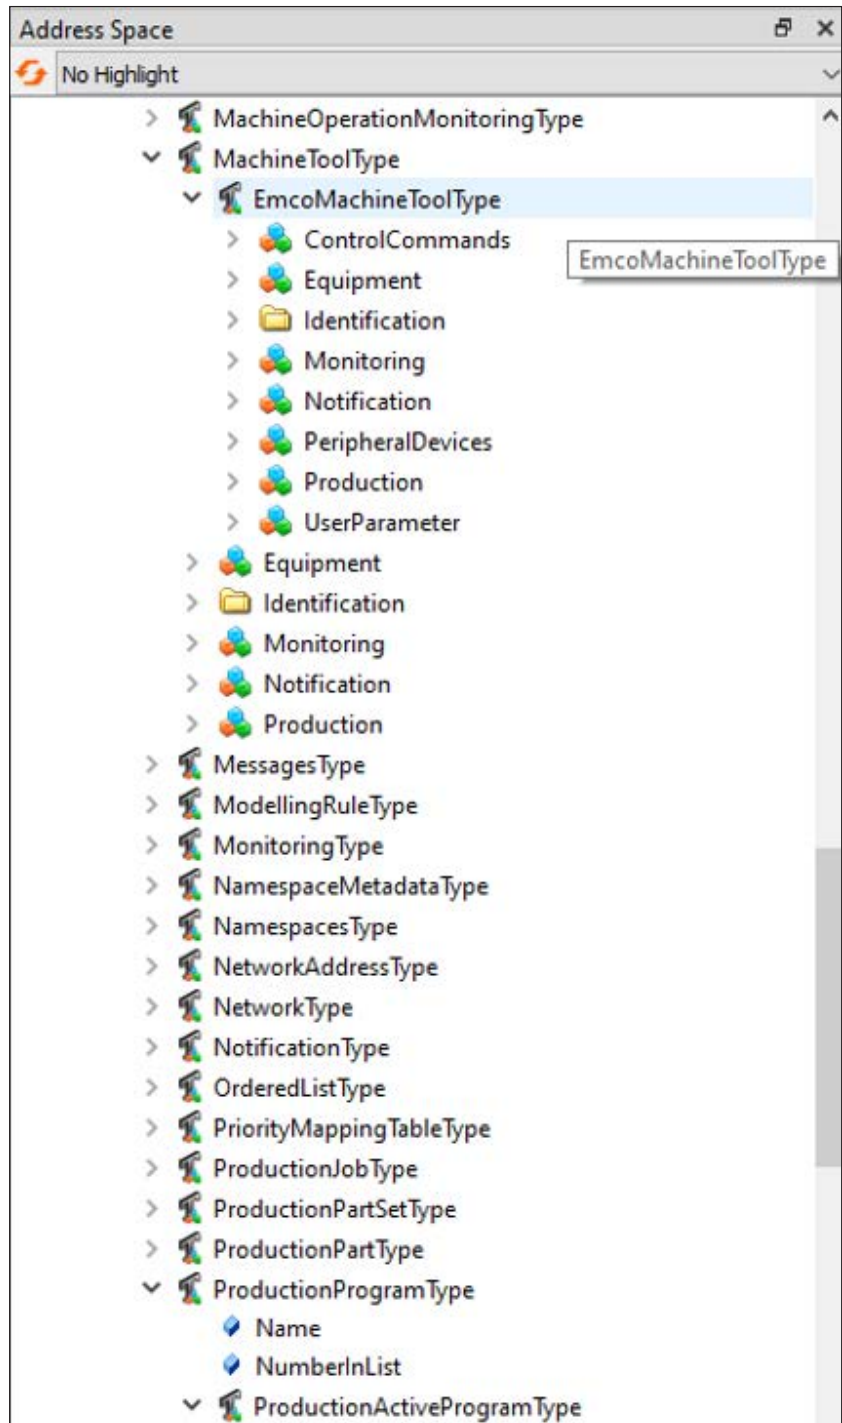 Address Space
No Highlight
MachineOperationMonitoringType
MachineToolType
EmcoMachineToolType
ControlCommands
EmcoMachineToolType
Equipment
Identification
Monitoring
Notification
PeripheralDevices
Production
UserParameter
Equipment
Identification
Monitoring
Notification
Production
MessagesType
ModellingRuleType
MonitoringType
NamespaceMetadataType
NamespacesType
NetworkAddressType
NetworkType
NotificationType
OrderedListType
PriorityMappingTableType
ProductionJobType
ProductionPartSetType
ProductionPartType
ProductionProgramType
Name
NumberInList
ProductionActiveProgramType